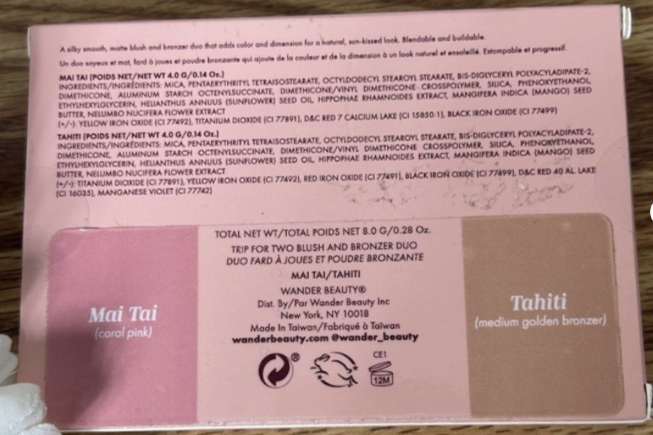 A silky smooth, matte blush and bronzer duo that adds color and dimension for a natural, sun-kissed look. Blendable and buildable.
Un duo soyeux et mat, fard à joues et poudre bronzante qui ajoute de la couleur et de la dimension à un look naturel et ensoleillé. Estompable et progressif.
MAI TAI (POIDS NET/NET WT 4.0 G/0.14 Oz.)
INGREDIENTS/INGRÉDIENTS: MICA, PENTAERYTHRITYL TETRAISOSTEARATE, OCTYLDODECYL STEAROYL STEARATE, BIS-DIGLYCERYL POLYACYLADIPATE-2,
DIMETHICONE, ALUMINUM STARCH OCTENYLSUCCINATE, DIMETHICONE/VINYL DIMETHICONE CROSSPOLYMER, SILICA, PHENOXYETHANOL,
ETHYLHEXYLGLYCERIN, HELIANTHUS ANNUUS (SUNFLOWER) SEED OIL, HIPPOPHAE RHAMNOIDES EXTRACT, MANGIFERA INDICA (MANGO) SEED
BUTTER, NELUMBO NUCIFERA FLOWER EXTRACT
(+/-): YELLOW IRON OXIDE (CI 77492), TITANIUM DIOXIDE (CI 77891), D&C RED 7 CALCIUM LAKE (CI 15850:1), BLACK IRON OXIDE (CI 77499)
TAHITI (POIDS NET/NET WT 4.0 G/0.14 Oz.)
INGREDIENTS/INGRÉDIENTS: MICA, PENTAERYTHRITYL TETRAISOSTEARATE, OCTYLDODECYL STEAROYL STEARATE, BIS-DIGLYCERYL POLYACYLADIPATE-2,
DIMETHICONE, ALUMINUM STARCH OCTENYLSUCCINATE, DIMETHICONE/VINYL DIMETHICONE CROSSPOLYMER, SILICA, PHENOXYETHANOL,
ETHYLHEXYLGLYCERIN, HELIANTHUS ANNUUS (SUNFLOWER) SEED OIL, HIPPOPHAE RHAMNOIDES EXTRACT, MANGIFERA INDICA (MANGO) SEED
BUTTER, NELUMBO NUCIFERA FLOWER EXTRACT
(+/-): TITANIUM DIOXIDE (CI 77891), YELLOW IRON OXIDE (CI 77492), RED IRON OXIDE (CI 77491), BLACK IRON OXIDE (CI 77499), D&C RED 40 AL LAKE
(CI 16035), MANGANESE VIOLET (CI 77742)
TOTAL NET WT/TOTAL POIDS NET 8.0 G/0.28 Oz.
TRIP FOR TWO BLUSH AND BRONZER DUO
DUO FARD À JOUES ET POUDRE BRONZANTE
MAI TAI/TAHITI
WANDER BEAUTY®
Dist. By/Par Wander Beauty Inc
New York, NY 10018
Made In Taiwan/Fabriqué à Taïwan
wanderbeauty.com @wander_beauty
Mai Tai
(coral pink)
Tahiti
(medium golden bronzer)
®
CE1
12M